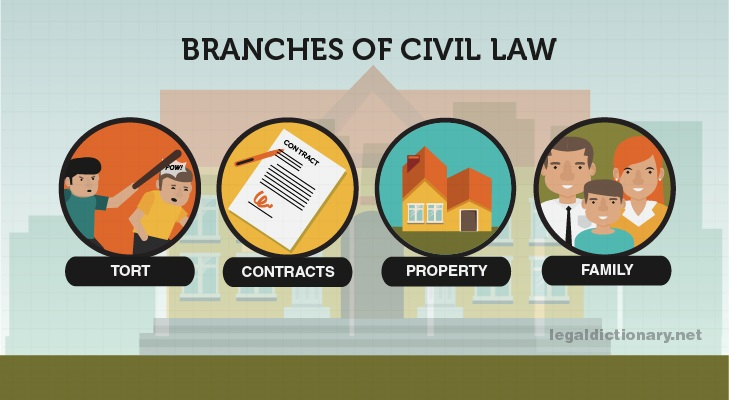 BRANCHES OF CIVIL LAW
POW!
CONTRACT
TORT
CONTRACTS
PROPERTY
FAMILY
legaldictionary.net